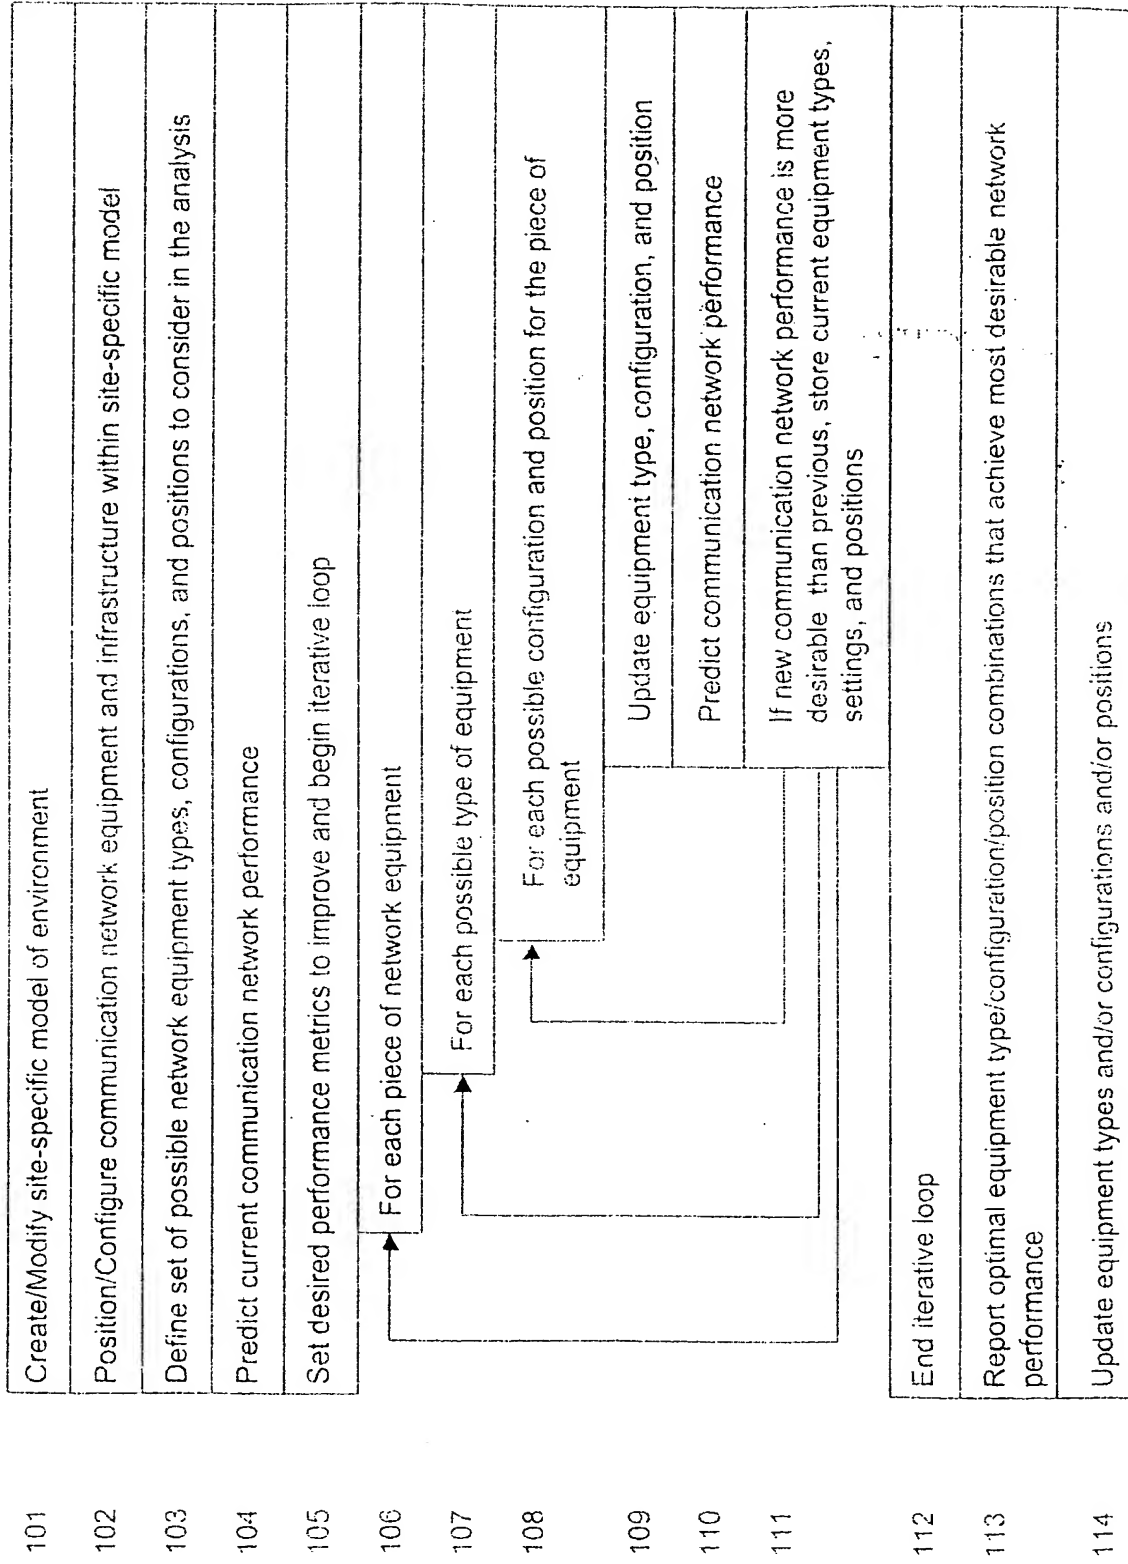 101 Create/Modify site-specific model of environment
102 Position/Configure communication network equipment and infrastructure within site-specific model
103 Define set of possible network equipment types, configurations, and positions to consider in the analysis
104 Predict current communication network performance
105 Set desired performance metrics to improve and begin iterative loop
106 For each piece of network equipment
107 For each possible type of equipment
108 For each possible configuration and position for the piece of
equipment
109 Update equipment type, configuration, and position
110 Predict communication network performance
111 If new communication network performance is more
desirable than previous, store current equipment types,
settings, and positions
112 End iterative loop
113 Report optimal equipment type/configuration/position combinations that achieve most desirable network
performance
114 Update equipment types and/or configurations and/or positions